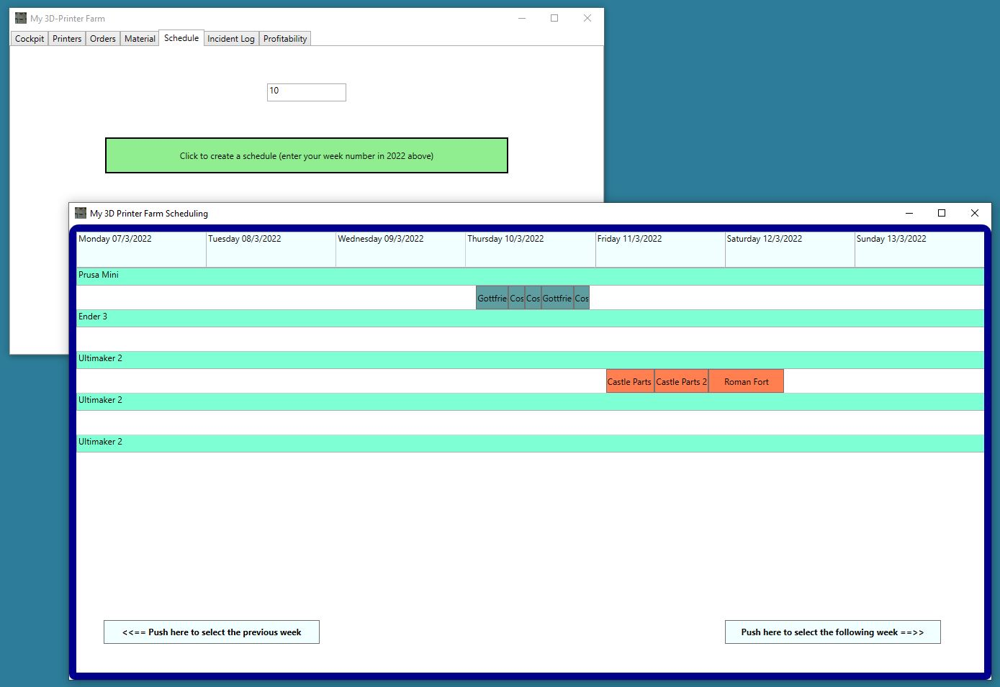 My 3D-Printer Farm
Cockpit Printers Orders Material Schedule Incident Log Profitability
10
Click to create a schedule (enter your week number in 2022 above)
My 3D Printer Farm Scheduling
Monday 07/3/2022 Tuesday 08/3/2022 Wednesday 09/3/2022 Thursday 10/3/2022 Friday 11/3/2022 Saturday 12/3/2022 Sunday 13/3/2022
Prusa Mini
Gottfrie Cos Cos Gottfrie Cos
Ender 3
Ultimaker 2
Castle Parts Castle Parts 2 Roman Fort
Ultimaker 2
Ultimaker 2
<<== Push here to select the previous week Push here to select the following week ==>>